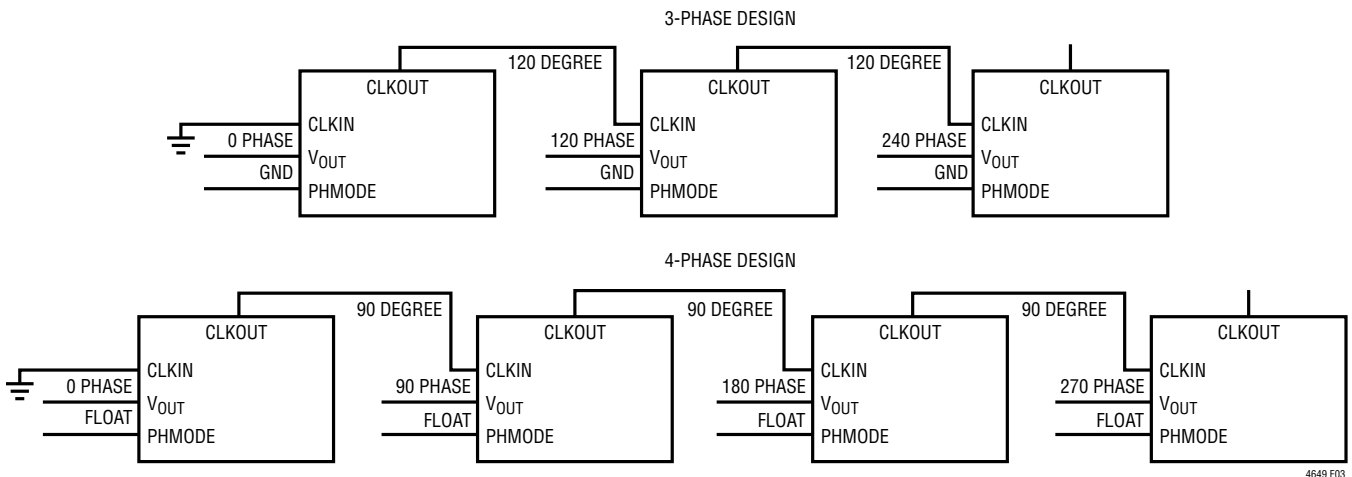 3-PHASE DESIGN
120 DEGREE
120 DEGREE
CLKOUT
CLKOUT
CLKOUT
CLKIN
CLKIN
CLKIN
0 PHASE
120 PHASE
240 PHASE
VOUT
VOUT
VOUT
GND
GND
GND
PHMODE
PHMODE
PHMODE
4-PHASE DESIGN
90 DEGREE
90 DEGREE
90 DEGREE
CLKOUT
CLKOUT
CLKOUT
CLKOUT
CLKIN
CLKIN
CLKIN
CLKIN
0 PHASE
90 PHASE
180 PHASE
270 PHASE
VOUT
VOUT
VOUT
VOUT
FLOAT
FLOAT
FLOAT
FLOAT
PHMODE
PHMODE
PHMODE
PHMODE
4649 F03